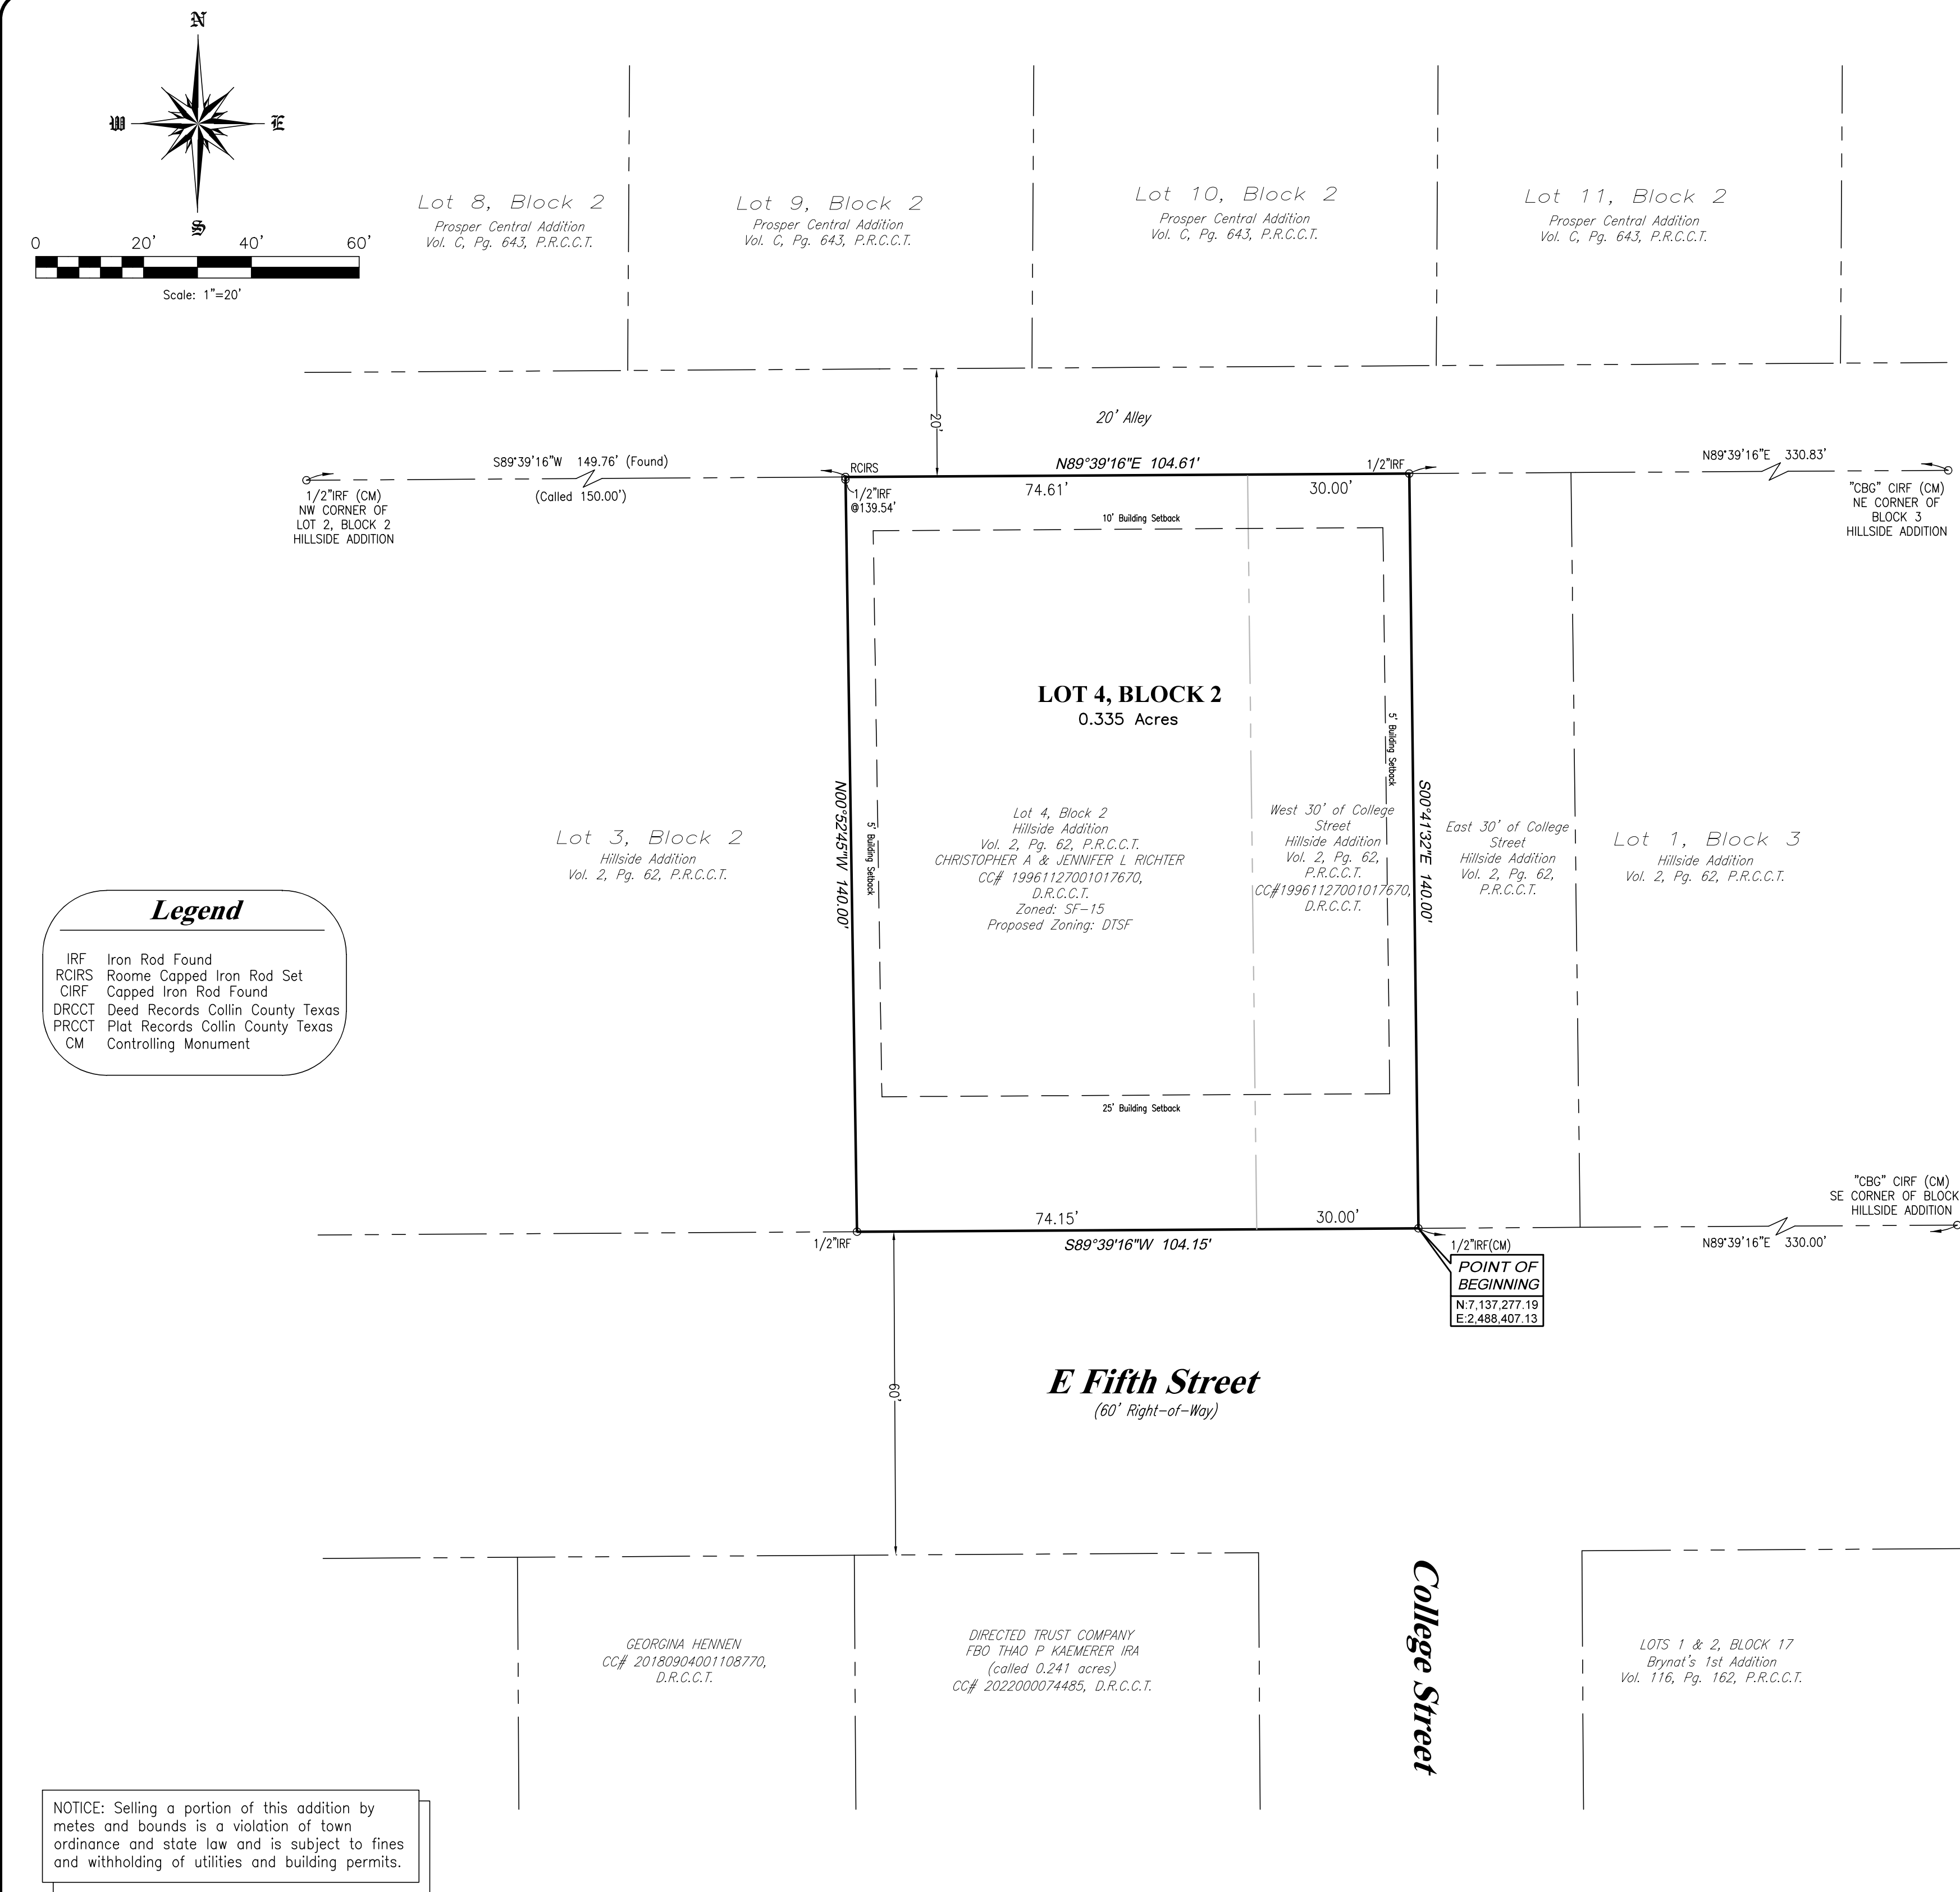 N
W
E
S
0 20' 40' 60'
Scale: 1"=20'
Lot 8, Block 2
Prosper Central Addition
Vol. C, Pg. 643, P.R.C.C.T.
Lot 9, Block 2
Prosper Central Addition
Vol. C, Pg. 643, P.R.C.C.T.
Lot 10, Block 2
Prosper Central Addition
Vol. C, Pg. 643, P.R.C.C.T.
Lot 11, Block 2
Prosper Central Addition
Vol. C, Pg. 643, P.R.C.C.T.
20'
20' Alley
S89°39'16"W 149.76' (Found)
(Called 150.00')
1/2"IRF (CM)
NW CORNER OF
LOT 2, BLOCK 2
HILLSIDE ADDITION
RCIRS
1/2"IRF
@139.54'
N89°39'16"E 104.61'
74.61'
30.00'
1/2"IRF
N89°39'16"E 330.83'
"CBG" CIRF (CM)
NE CORNER OF
BLOCK 3
HILLSIDE ADDITION
10' Building Setback
LOT 4, BLOCK 2
0.335 Acres
5' Building Setback
N00°52'45"W 140.00'
5' Building Setback
S00°41'32"E 140.00'
Lot 3, Block 2
Hillside Addition
Vol. 2, Pg. 62, P.R.C.C.T.
Lot 4, Block 2
Hillside Addition
Vol. 2, Pg. 62, P.R.C.C.T.
CHRISTOPHER A & JENNIFER L RICHTER
CC# 19961127001017670,
D.R.C.C.T.
Zoned: SF-15
Proposed Zoning: DTSF
West 30' of College
Street
Hillside Addition
Vol. 2, Pg. 62,
P.R.C.C.T.
CC#19961127001017670,
D.R.C.C.T.
East 30' of College
Street
Hillside Addition
Vol. 2, Pg. 62,
P.R.C.C.T.
Lot 1, Block 3
Hillside Addition
Vol. 2, Pg. 62, P.R.C.C.T.
Legend
IRF Iron Rod Found
RCIRS Roome Capped Iron Rod Set
CIRF Capped Iron Rod Found
DRCCT Deed Records Collin County Texas
PRCCT Plat Records Collin County Texas
CM Controlling Monument
25' Building Setback
74.15'
30.00'
1/2"IRF
S89°39'16"W 104.15'
1/2"IRF(CM)
POINT OF
BEGINNING
N:7,137,277.19
E:2,488,407.13
"CBG" CIRF (CM)
SE CORNER OF BLOCK
HILLSIDE ADDITION
N89°39'16"E 330.00'
60'
E Fifth Street
(60' Right-of-Way)
College Street
GEORGINA HENNEN
CC# 20180904001108770,
D.R.C.C.T.
DIRECTED TRUST COMPANY
FBO THAO P KAEMERER IRA
(called 0.241 acres)
CC# 2022000074485, D.R.C.C.T.
LOTS 1 & 2, BLOCK 17
Brynat's 1st Addition
Vol. 116, Pg. 162, P.R.C.C.T.
NOTICE: Selling a portion of this addition by
metes and bounds is a violation of town
ordinance and state law and is subject to fines
and withholding of utilities and building permits.